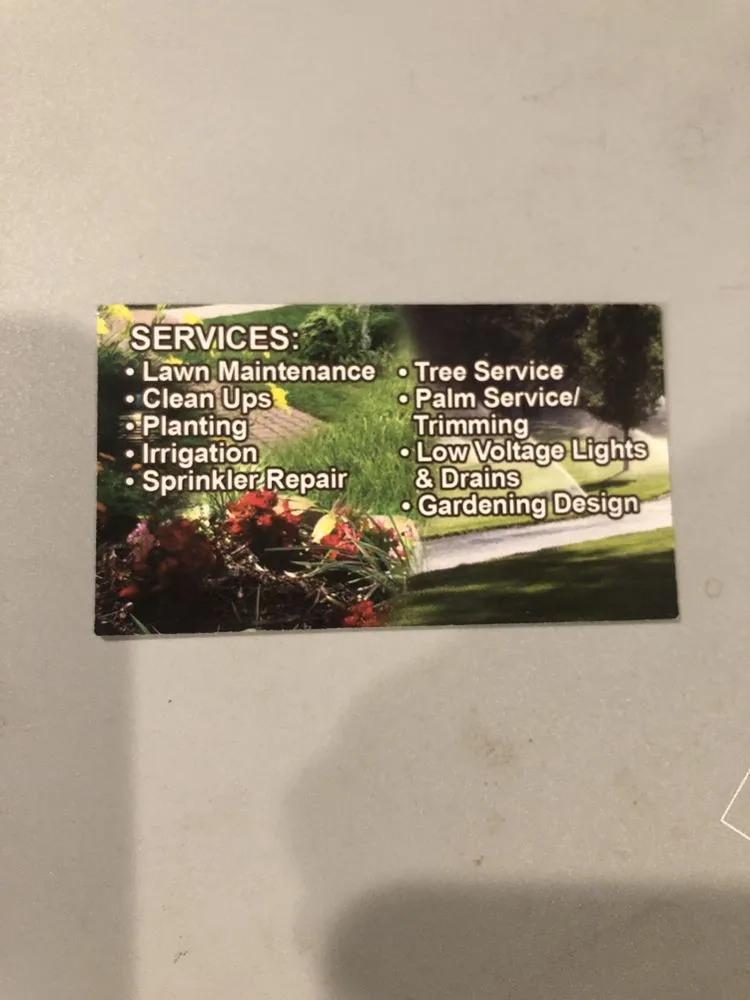 SERVICES:
• Lawn Maintenance
• Clean Ups
• Planting
• Irrigation
• Sprinkler Repair
• Tree Service
• Palm Service/
Trimming
• Low Voltage Lights
& Drains
• Gardening Design